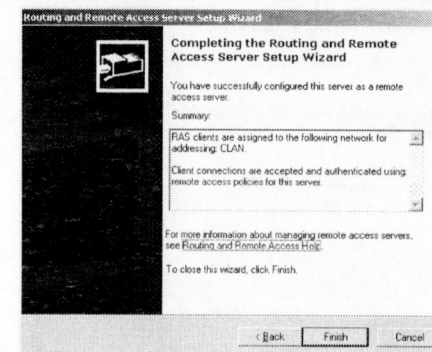 Routing and Remote Access Server Setup Wizard
Completing the Routing and Remote
Access Server Setup Wizard
You have successfully configured this server as a remote
access server.
Summary:
RAS clients are assigned to the following network for
addressing: CLAN.
Client connections are accepted and authenticated using
remote access policies for this server.
For more information about managing remote access servers,
see Routing and Remote Access Help.
To close this wizard, click Finish.
< Back
Finish
Cancel